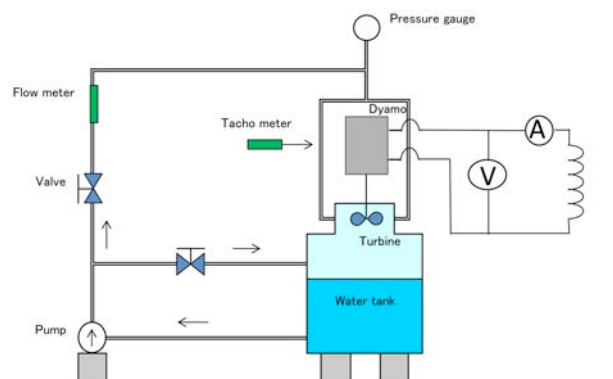 Pressure gauge
Flow meter
Dyamo
Tacho meter
A
Valve
V
Turbine
Water tank
Pump